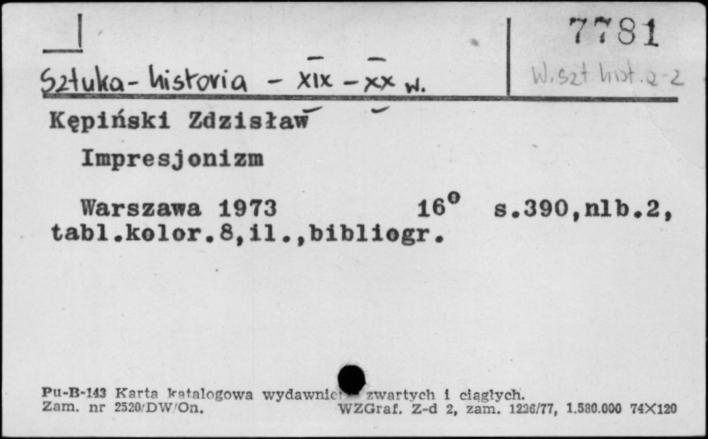 7781
Sztuka - historia - XIX - XX w.
W.szt hist. a-2
Kępiński Zdzisław
Impresjonizm
Warszawa 1973 16° s.390,nlb.2,
tabl.kolor.8,il.,bibliogr.
Pu-B-143 Karta katalogowa zwartych i ciągłych.
Zam. nr 2520/DW/On. WZGraf. Z-d 2, zam. 1226/77, 1.580.000 74X120